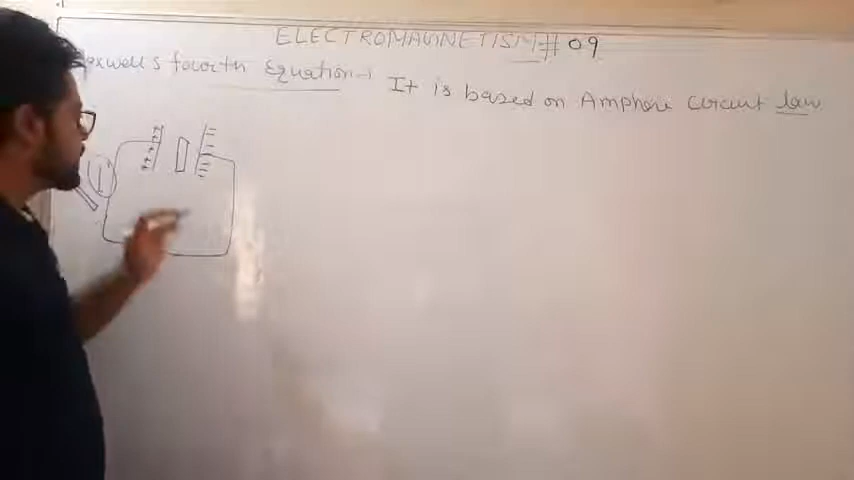 ELECTROMAGNETISM # 09
Maxwell's fourth Equation → It is based on Amphere circuit law.